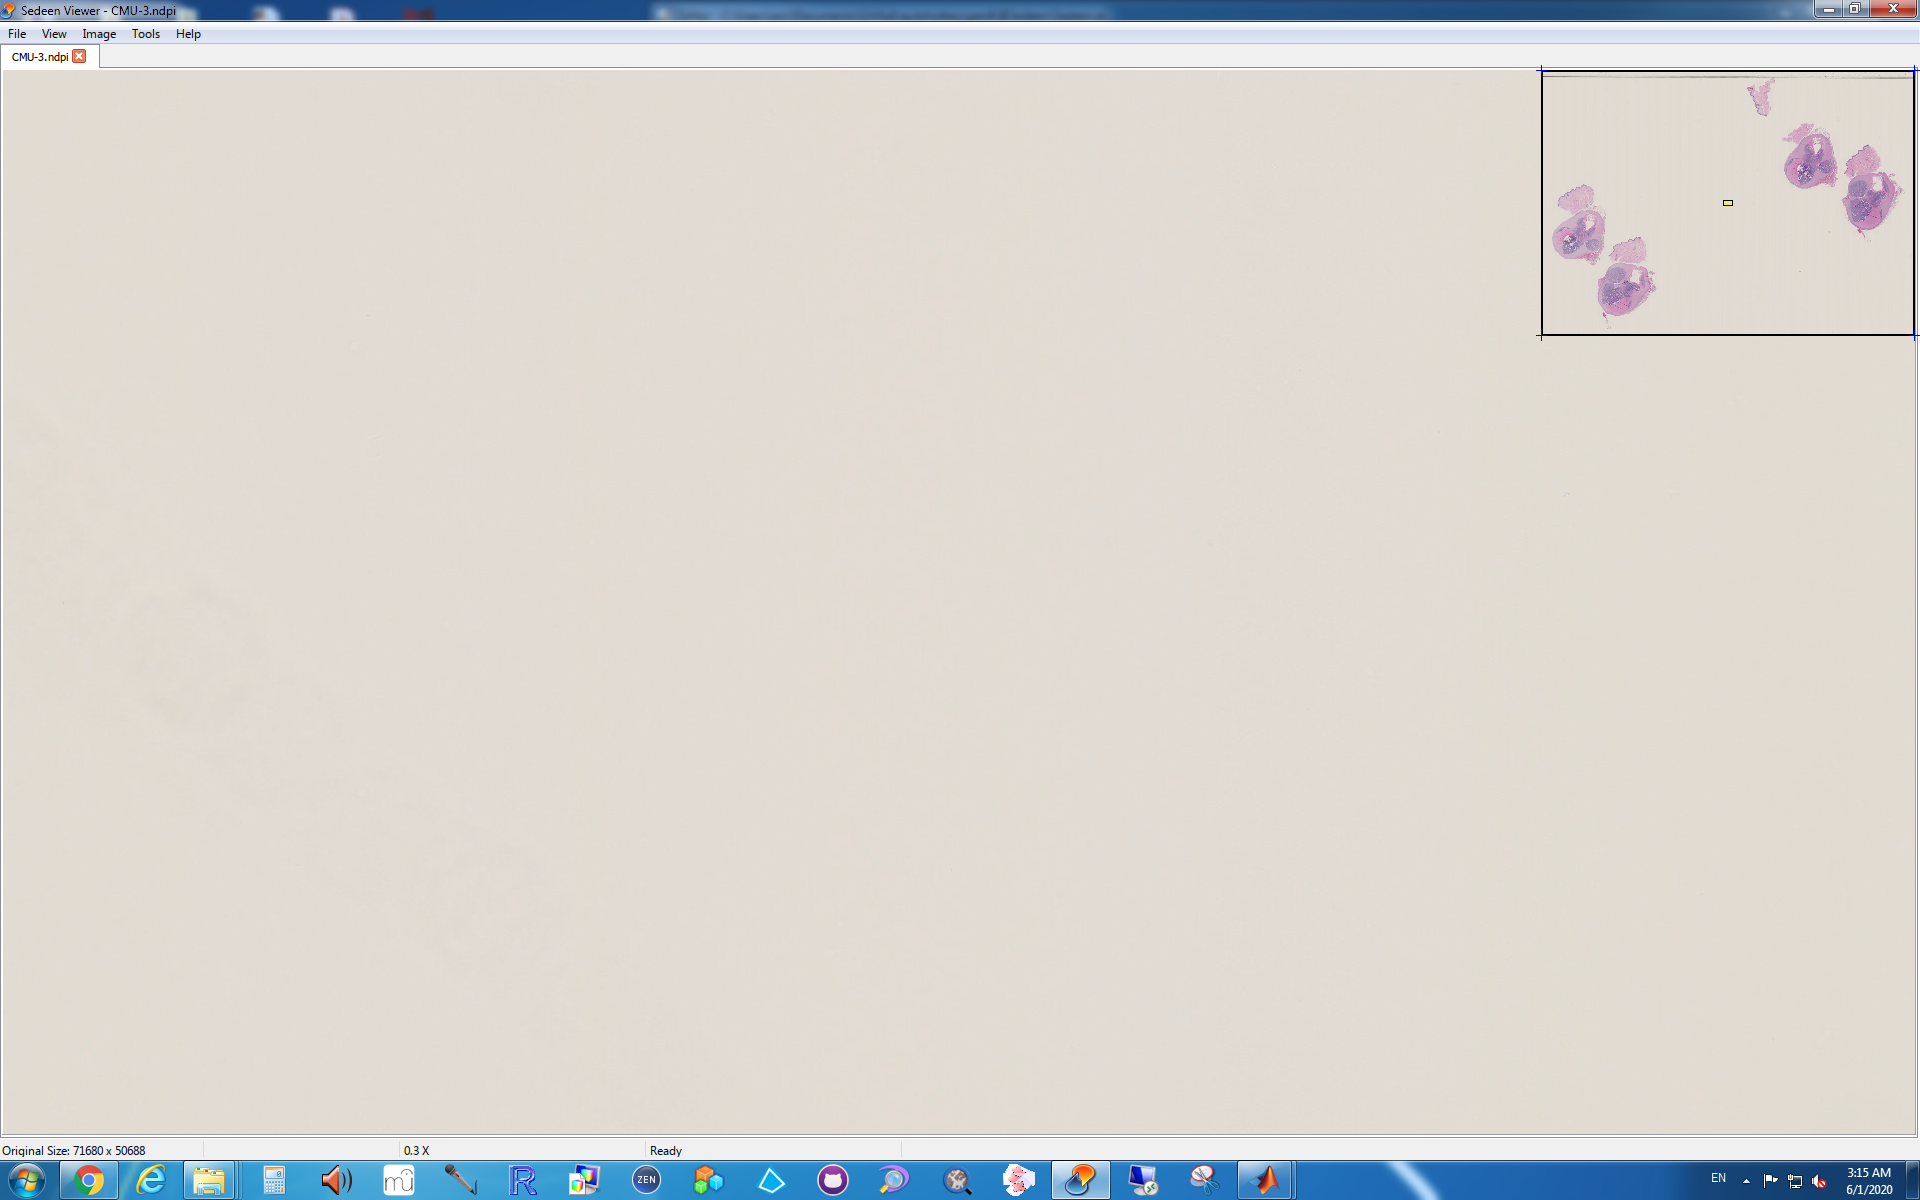 Sedeen Viewer - CMU-3.ndpi
File View Image Tools Help
CMU-3.ndpi
Original Size: 71680 x 50688 0.3 X Ready
mi R ZEN
EN 3:15 AM
6/1/2020